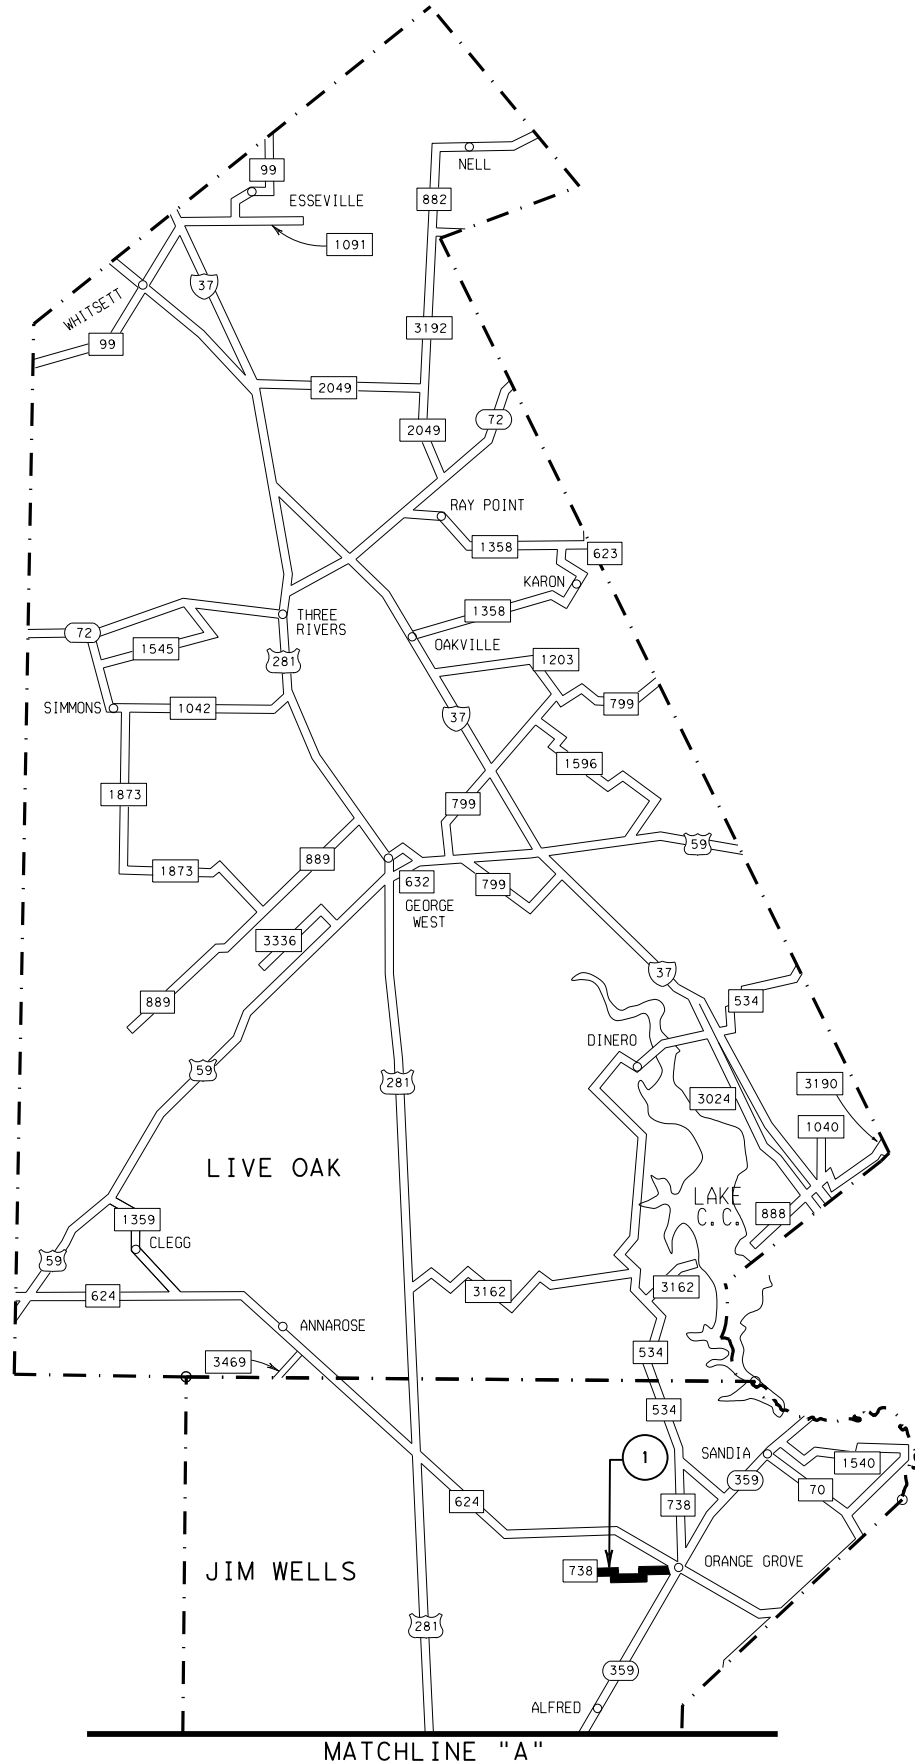 NELL
99
ESSEVILLE
882
1091
37
WHITSETT
3192
99
2049
72
2049
RAY POINT
1358
623
KARON
1358
THREE
RIVERS
72
OAKVILLE
1545
1203
281
SIMMONS
1042
799
37
1596
1873
799
59
889
1873
632
799
GEORGE
WEST
3336
37
889
534
DINERO
59
281
3190
3024
1040
LIVE OAK
LAKE
C.C.
888
1359
CLEGG
59
3162
3162
624
ANNAROSE
534
3469
534
SANDIA
1
1540
359
70
624
738
ORANGE GROVE
738
JIM WELLS
281
359
ALFRED
MATCHLINE "A"